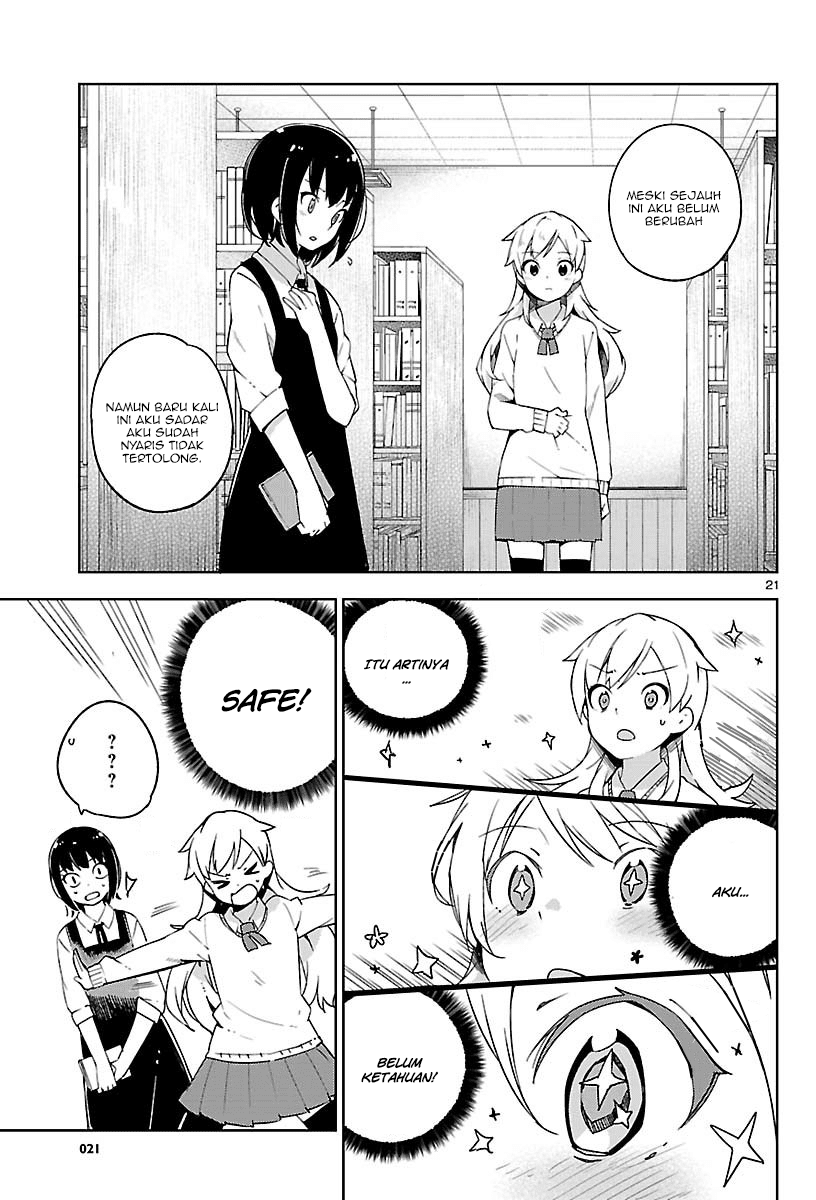 MESKI SEJAUH
INI AKU BELUM
BERUBAH
NAMUN BARU KALI
INI AKU SADAR
AKU SUDAH
NYARIS TIDAK
TERTOLONG.
21
ITU ARTINYA
...
AKU...
BELUM
KETAHUAN!
SAFE!
?
?
?
021